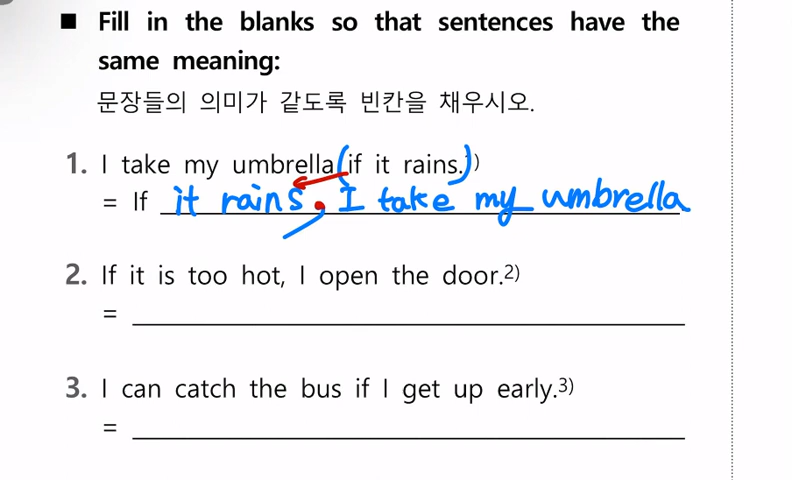 ■ Fill in the blanks so that sentences have the
same meaning:
문장들의 의미가 같도록 빈칸을 채우시오.
1. I take my umbrella (if it rains.)1)
= If it rains, I take my umbrella
2. If it is too hot, I open the door.2)
=
3. I can catch the bus if I get up early.3)
=